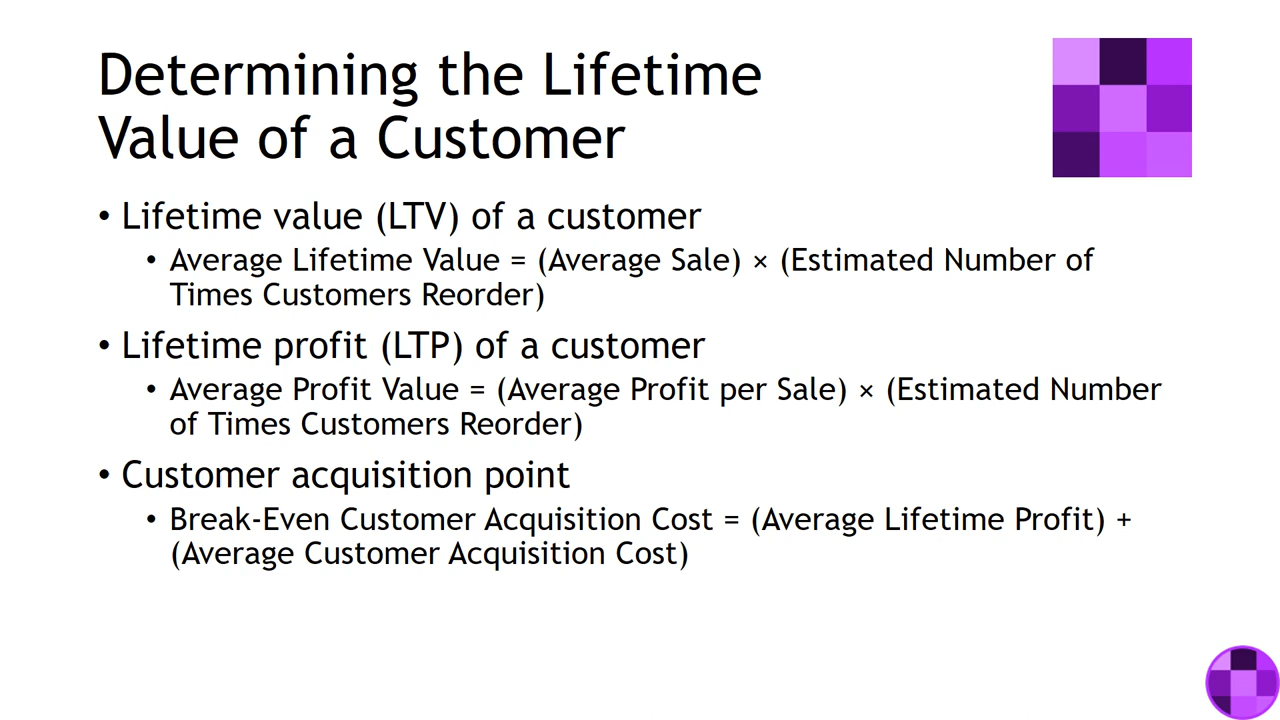 Determining the Lifetime
Value of a Customer
• Lifetime value (LTV) of a customer
• Average Lifetime Value = (Average Sale) × (Estimated Number of
Times Customers Reorder)
• Lifetime profit (LTP) of a customer
• Average Profit Value = (Average Profit per Sale) × (Estimated Number
of Times Customers Reorder)
• Customer acquisition point
• Break-Even Customer Acquisition Cost = (Average Lifetime Profit) +
(Average Customer Acquisition Cost)